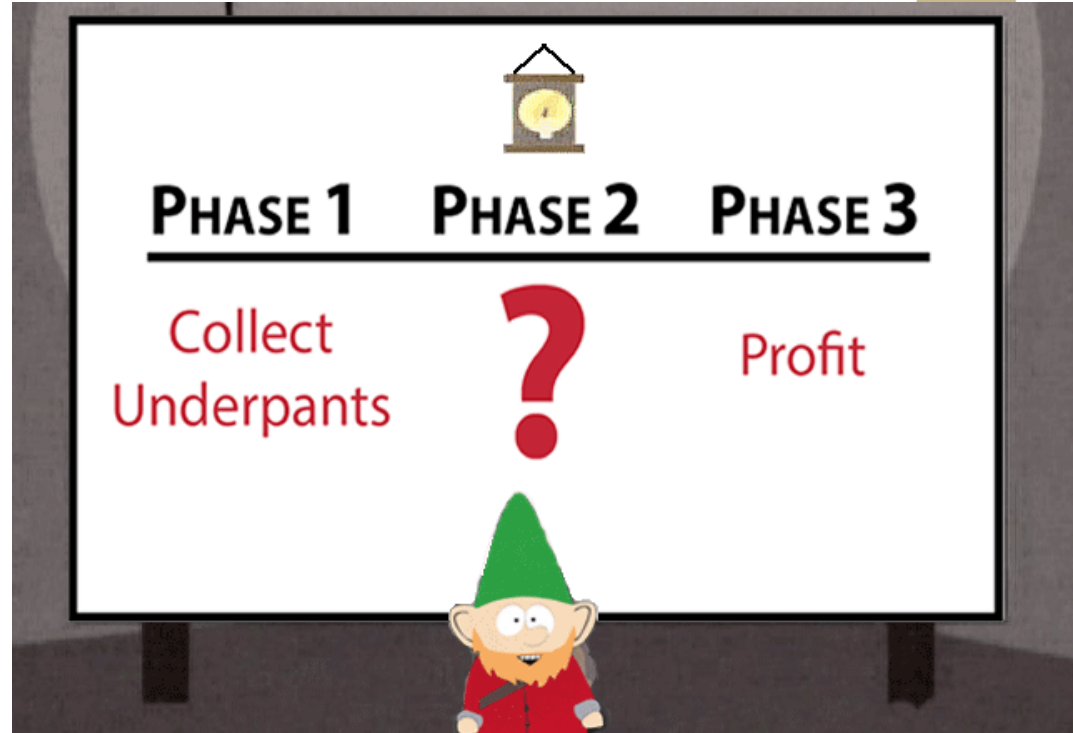 PHASE 1 PHASE 2 PHASE 3
Collect
Underpants
?
Profit